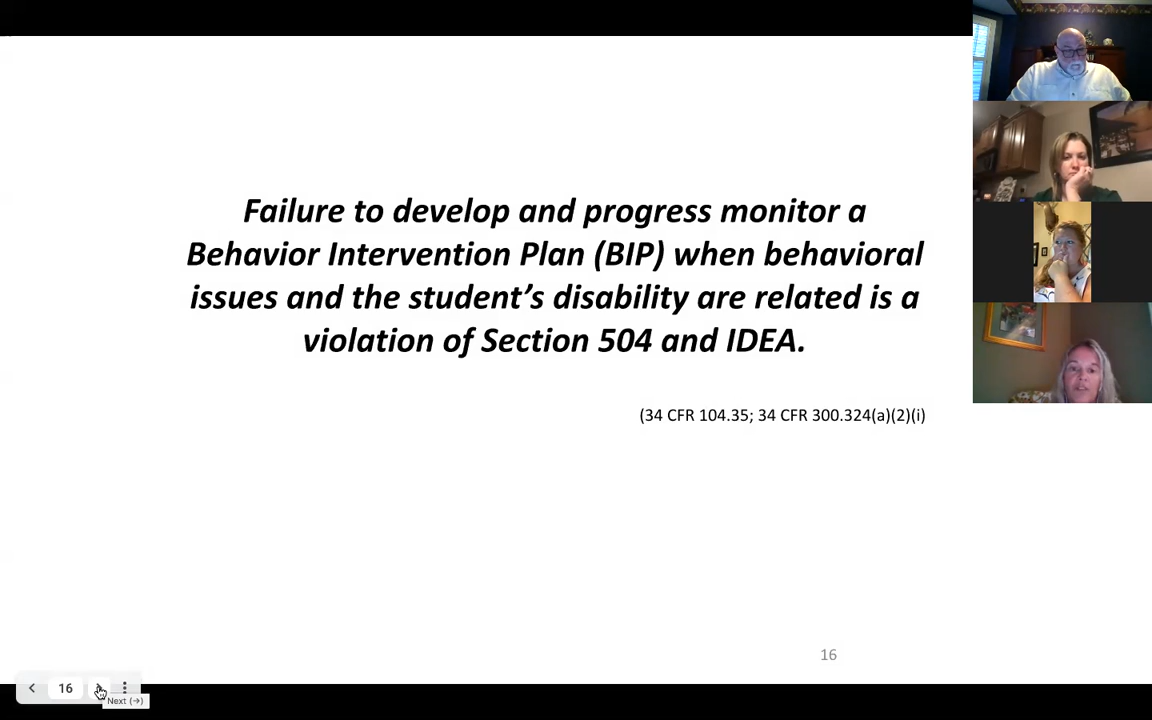 Failure to develop and progress monitor a
Behavior Intervention Plan (BIP) when behavioral
issues and the student’s disability are related is a
violation of Section 504 and IDEA.
(34 CFR 104.35; 34 CFR 300.324(a)(2)(i)
16
16
Next (→)